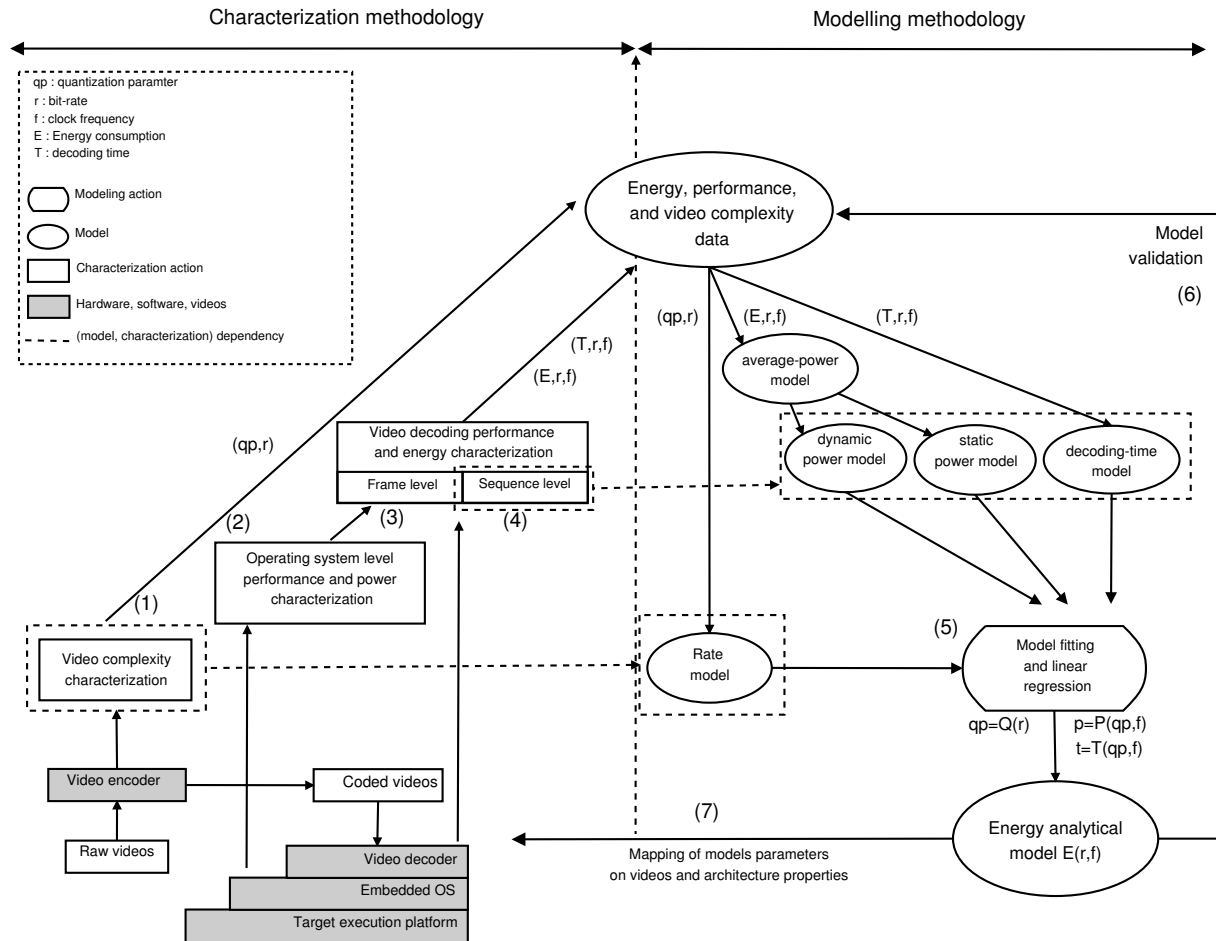 Characterization methodology
Modelling methodology
qp : quantization paramter
r : bit-rate
f : clock frequency
E : Energy consumption
T : decoding time
Modeling action
Model
Characterization action
Hardware, software, videos
(model, characterization) dependency
Energy, performance,
and video complexity
data
Model
validation
(6)
(qp,r)
(E,r,f)
(T,r,f)
average-power
model
dynamic
power model
static
power model
decoding-time
model
(T,r,f)
(E,r,f)
(qp,r)
Video decoding performance
and energy characterization
Frame level
Sequence level
(2)
(3)
(4)
Operating system level
performance and power
characterization
(1)
Video complexity
characterization
Rate
model
(5)
Model fitting
and linear
regression
qp=Q(r)
p=P(qp,f)
t=T(qp,f)
Video encoder
Coded videos
Raw videos
Video decoder
Embedded OS
Target execution platform
(7)
Mapping of models parameters
on videos and architecture properties
Energy analytical
model E(r,f)